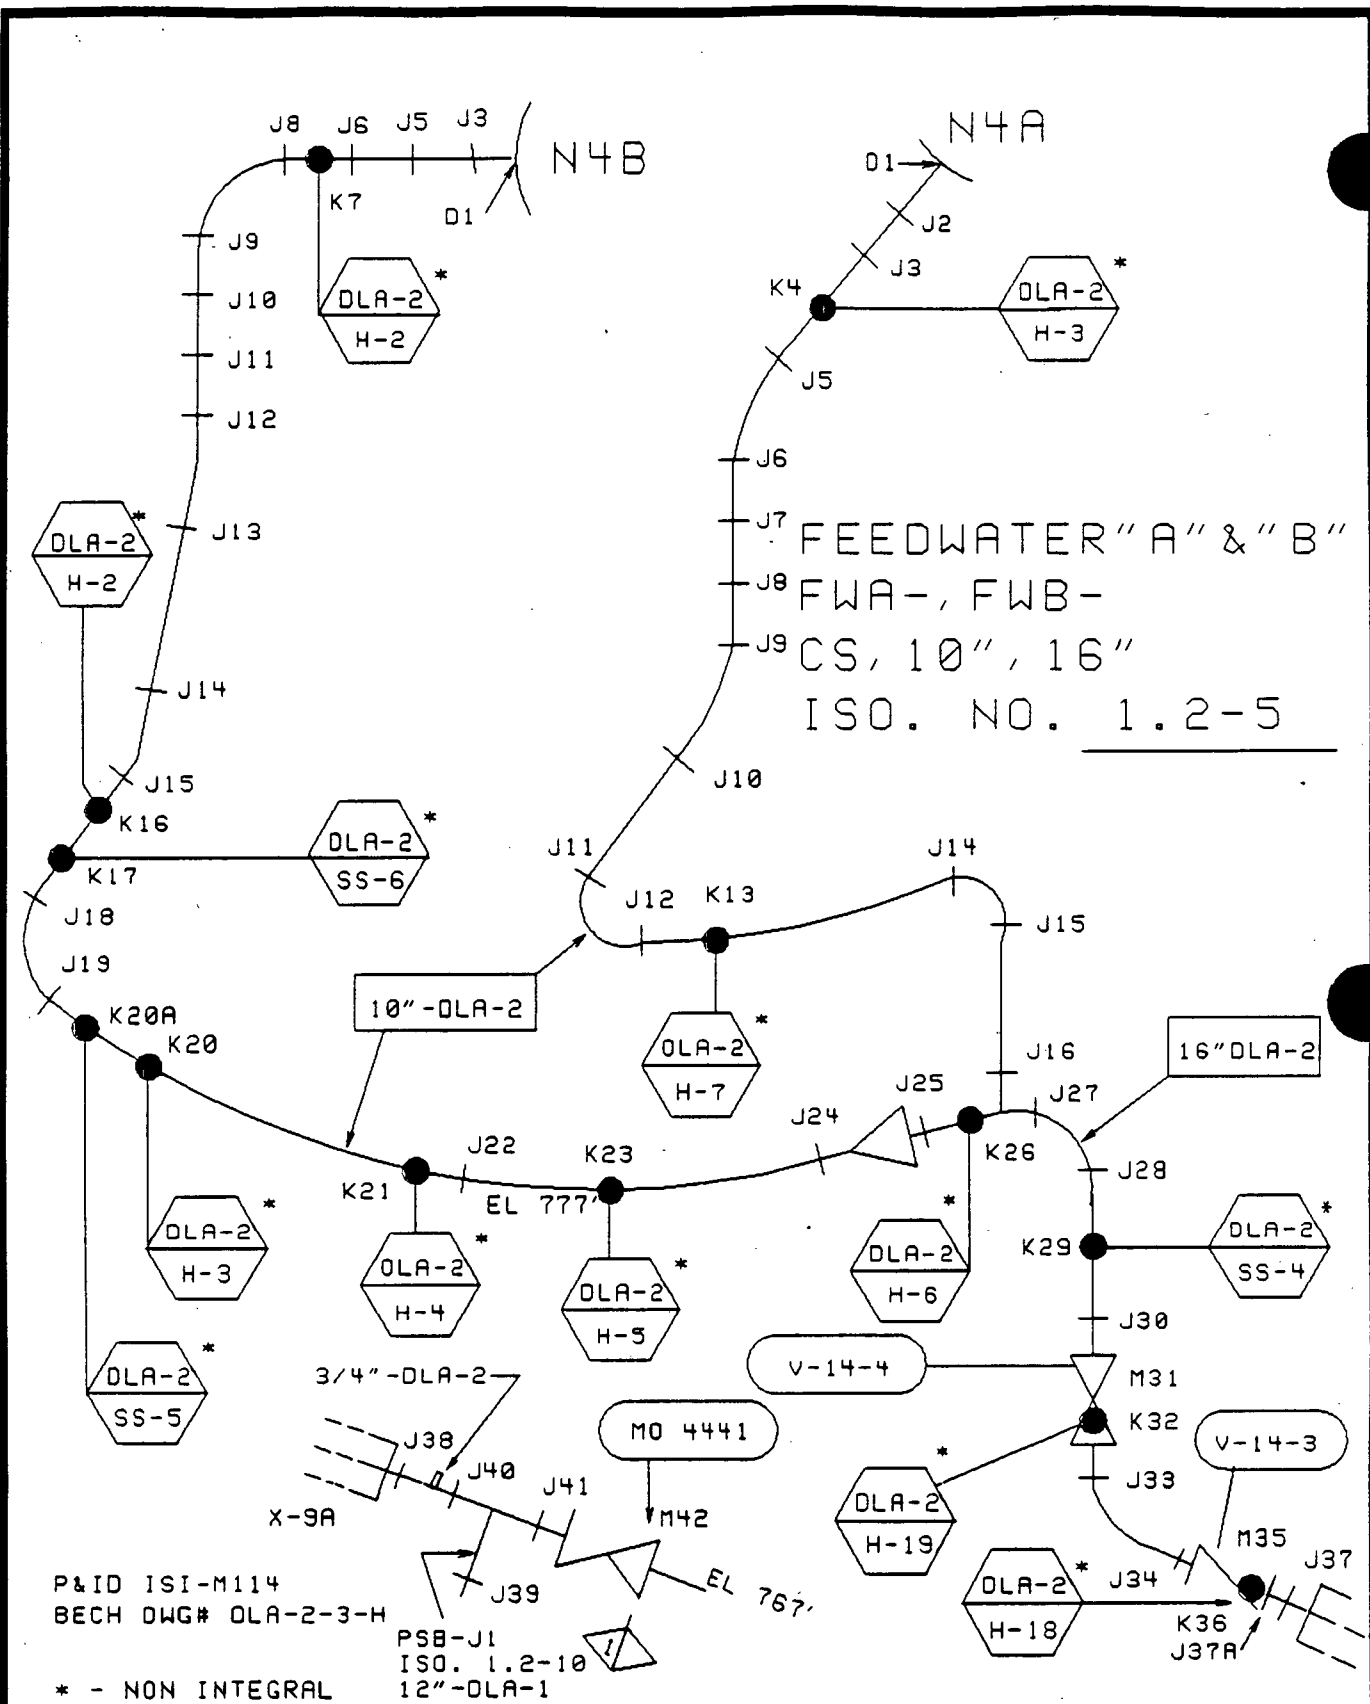 J8
J6
J5
J3
N4B
K7
D1
N4A
D1
J2
J3
J9
J10
J11
J12
DLA-2
H-2
*
K4
DLA-2
H-3
*
J5
J6
J7
J8
J9
FEEDWATER"A"&"B"
FWA-, FWB-
CS, 10", 16"
ISO. NO. 1.2-5
DLA-2
H-2
*
J13
J14
J15
K16
K17
DLA-2
SS-6
*
J10
J11
J12
K13
J14
J15
J18
J19
K20A
K20
10"-DLA-2
DLA-2
H-7
*
J16
16"DLA-2
J25
J27
J24
K26
J28
J22
K23
K21
EL 777'
DLA-2
H-3
*
DLA-2
H-4
*
DLA-2
H-5
*
DLA-2
H-6
*
K29
DLA-2
SS-4
*
J30
DLA-2
SS-5
*
3/4"-DLA-2
V-14-4
M31
K32
MO 4441
V-14-3
J38
J40
J41
M42
X-9A
DLA-2
H-19
*
J33
M35
J37
DLA-2
H-18
*
J34
K36
J37A
J39
EL 767'
P&ID ISI-M114
BECH DWG# DLA-2-3-H
PSB-J1
ISO. 1.2-10
12"-DLA-1
1
* - NON INTEGRAL